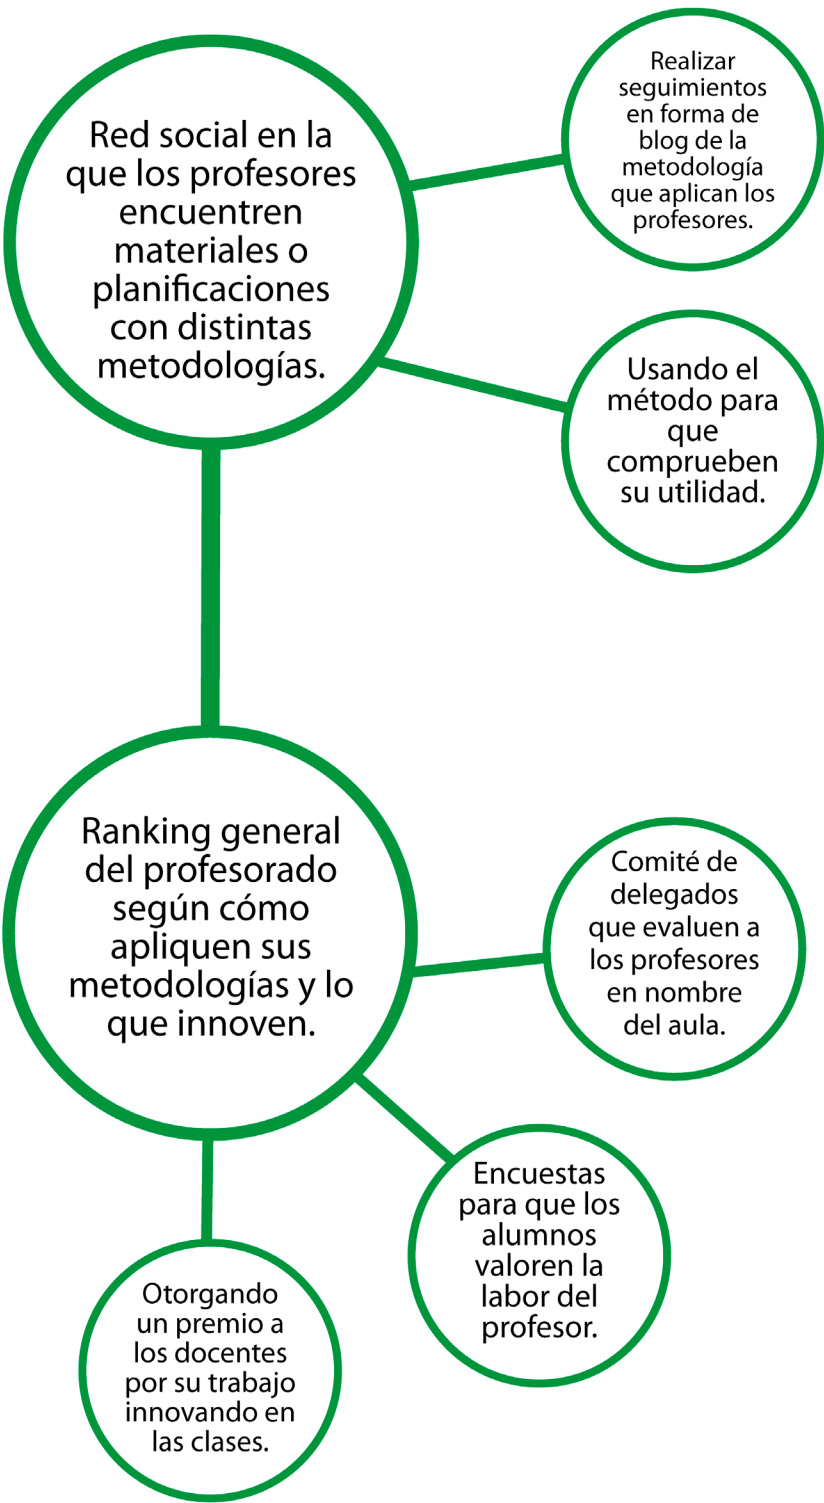 Red social en la
que los profesores
encuentren
materiales o
planificaciones
con distintas
metodologías.
Realizar
seguimientos
en forma de
blog de la
metodología
que aplican los
profesores.
Usando el
método para
que
comprueben
su utilidad.
Ranking general
del profesorado
según cómo
apliquen sus
metodologías y lo
que innoven.
Comité de
delegados
que evaluen a
los profesores
en nombre
del aula.
Encuestas
para que los
alumnos
valoren la
labor del
profesor.
Otorgando
un premio a
los docentes
por su trabajo
innovando en
las clases.